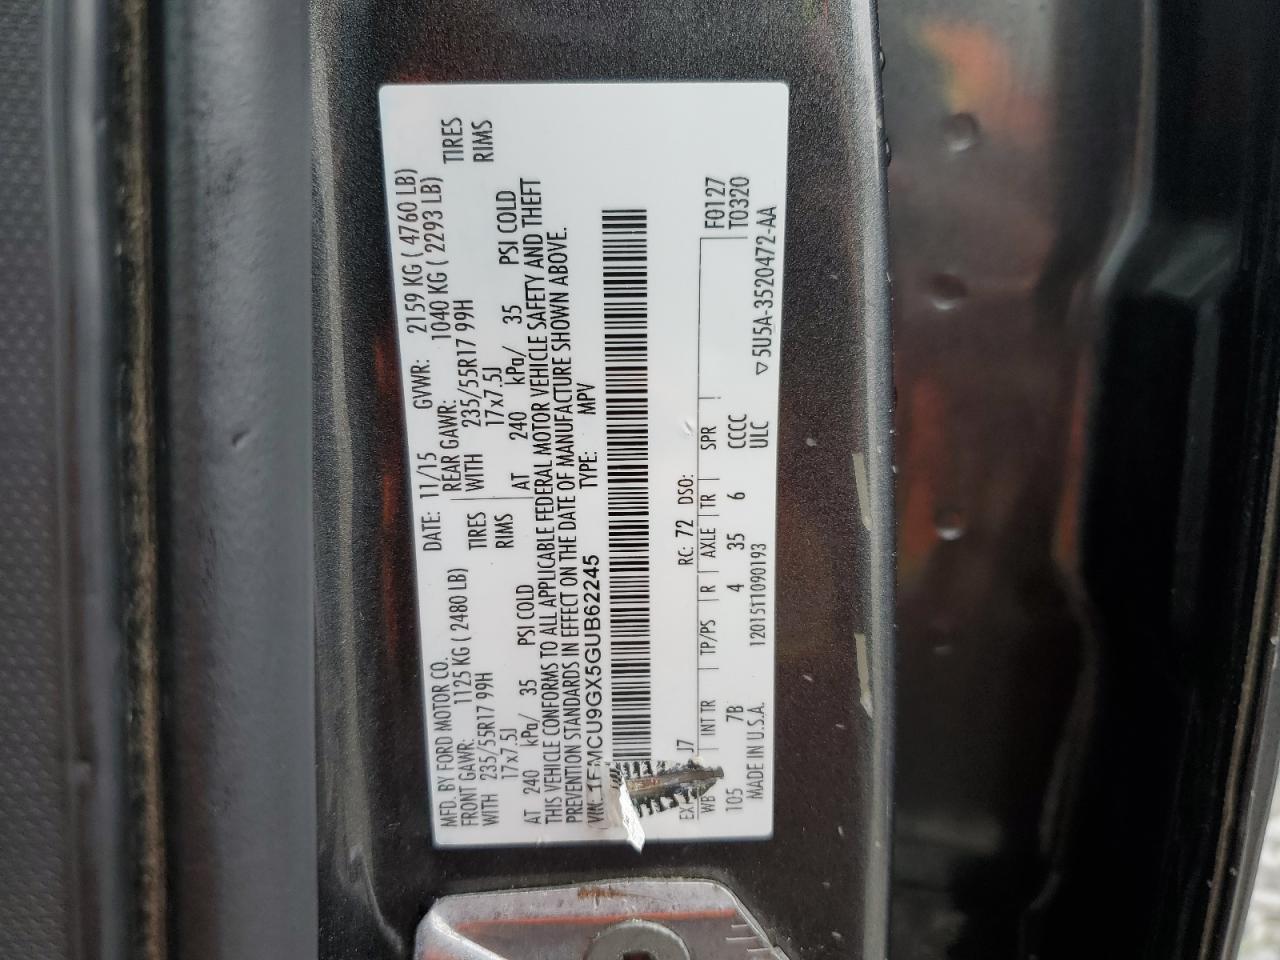 MFD. BY FORD MOTOR CO.
DATE: 11/15 GVWR: 2159 KG ( 4760 LB)
FRONT GAWR: 1125 KG ( 2480 LB)
REAR GAWR: 1040 KG ( 2293 LB)
WITH 235/55R17 99H TIRES
WITH 235/55R17 99H TIRES
17x7.5J RIMS
17x7.5J RIMS
AT 240 kPa/ 35 PSI COLD
AT 240 kPa/ 35 PSI COLD
THIS VEHICLE CONFORMS TO ALL APPLICABLE FEDERAL MOTOR VEHICLE SAFETY AND THEFT
PREVENTION STANDARDS IN EFFECT ON THE DATE OF MANUFACTURE SHOWN ABOVE.
VIN: 1FMCU9GX5GUB62245 TYPE: MPV
J7 RC: 72 DSO:
WB INT TR TP/PS R AXLE TR SPR F0127
105 7B 4 35 6 CCCC T0320
MADE IN U.S.A. 12015T1090193 ULC ▽5U5A-3520472-AA